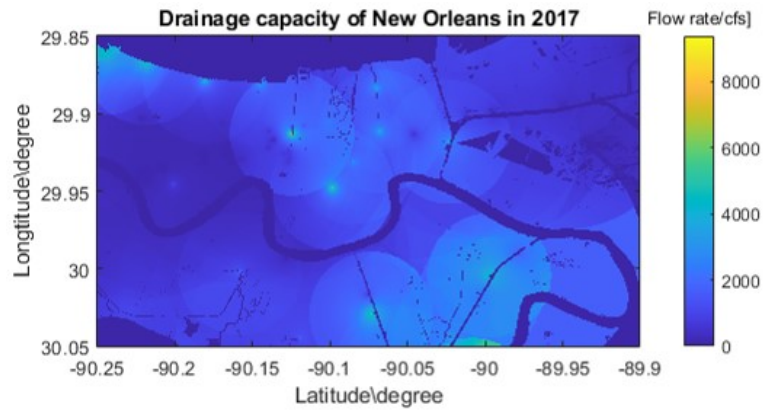 Drainage capacity of New Orleans in 2017
Flow rate/cfs]
29.85
29.9
29.95
30
30.05
Longtitude\degree
-90.25 -90.2 -90.15 -90.1 -90.05 -90 -89.95 -89.9
Latitude\degree
8000
6000
4000
2000
0